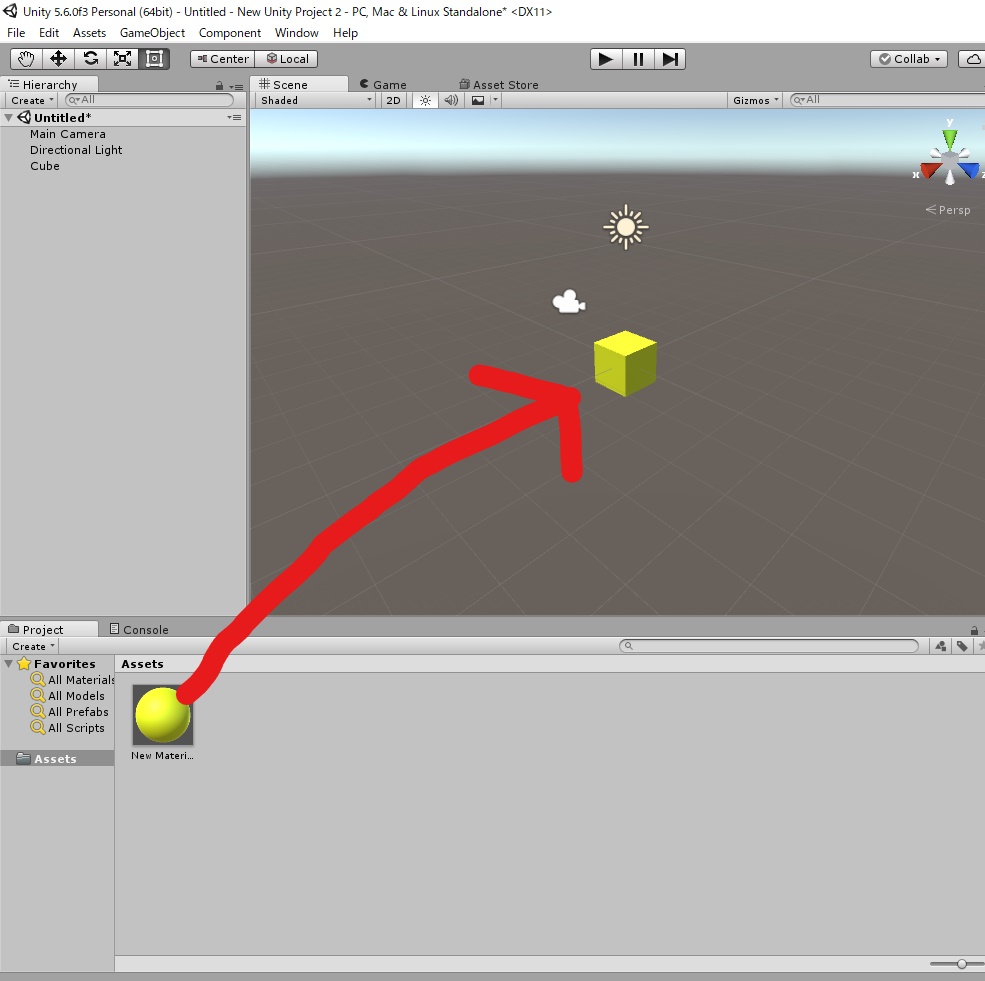 Unity 5.6.0f3 Personal (64bit) - Untitled - New Unity Project 2 - PC, Mac & Linux Standalone* <DX11>
File Edit Assets GameObject Component Window Help
Center Local Collab
Hierarchy Scene Game Asset Store
Create All Shaded 2D Gizmos All
Untitled*
Main Camera
Directional Light
Cube
y
x z
Persp
Project Console
Create
Favorites Assets
All Materials
All Models
All Prefabs
All Scripts
New Materi...
Assets